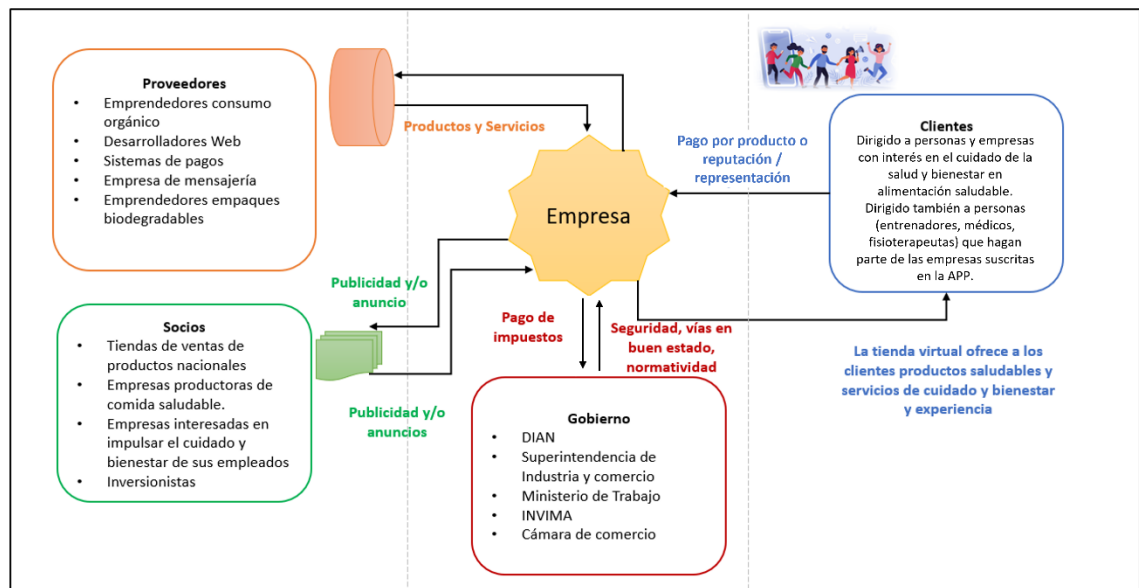 Proveedores
• Emprendedores consumo
orgánico
• Desarrolladores Web
• Sistemas de pagos
• Empresa de mensajería
• Emprendedores empaques
biodegradables
Productos y Servicios
Pago por producto o
reputación /
representación
Clientes
Dirigido a personas y empresas
con interés en el cuidado de la
salud y bienestar en
alimentación saludable.
Dirigido también a personas
(entrenadores, médicos,
fisioterapeutas) que hagan
parte de las empresas suscritas
en la APP.
Empresa
Publicidad y/o
anuncio
Socios
• Tiendas de ventas de
productos nacionales
• Empresas productoras de
comida saludable.
• Empresas interesadas en
impulsar el cuidado y
bienestar de sus empleados
• Inversionistas
Publicidad y/o
anuncios
Pago de
impuestos
Seguridad, vías en
buen estado,
normatividad
La tienda virtual ofrece a los
clientes productos saludables y
servicios de cuidado y bienestar
y experiencia
Gobierno
• DIAN
• Superintendencia de
Industria y comercio
• Ministerio de Trabajo
• INVIMA
• Cámara de comercio